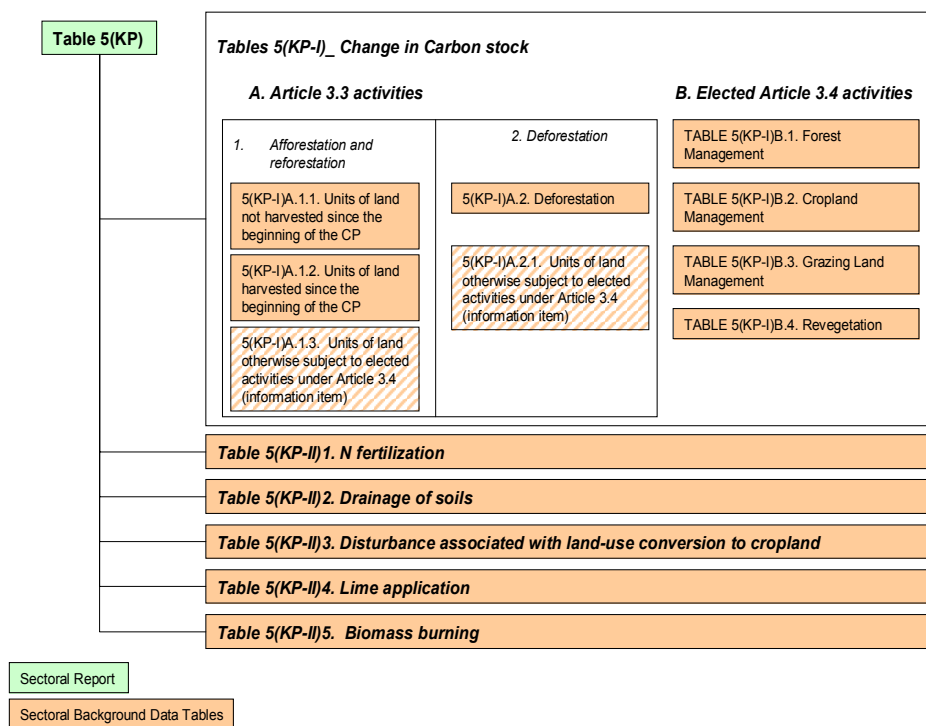 Table 5(KP)
Tables 5(KP-I)_ Change in Carbon stock
A. Article 3.3 activities
1. Afforestation and
reforestation
5(KP-I)A.1.1. Units of land
not harvested since the
beginning of the CP
5(KP-I)A.1.2. Units of land
harvested since the
beginning of the CP
5(KP-I)A.1.3. Units of land
otherwise subject to elected
activities under Article 3.4
(information item)
2. Deforestation
5(KP-I)A.2. Deforestation
5(KP-I)A.2.1. Units of land
otherwise subject to elected
activities under Article 3.4
(information item)
B. Elected Article 3.4 activities
TABLE 5(KP-I)B.1. Forest
Management
TABLE 5(KP-I)B.2. Cropland
Management
TABLE 5(KP-I)B.3. Grazing Land
Management
TABLE 5(KP-I)B.4. Revegetation
Table 5(KP-II)1. N fertilization
Table 5(KP-II)2. Drainage of soils
Table 5(KP-II)3. Disturbance associated with land-use conversion to cropland
Table 5(KP-II)4. Lime application
Table 5(KP-II)5. Biomass burning
Sectoral Report
Sectoral Background Data Tables